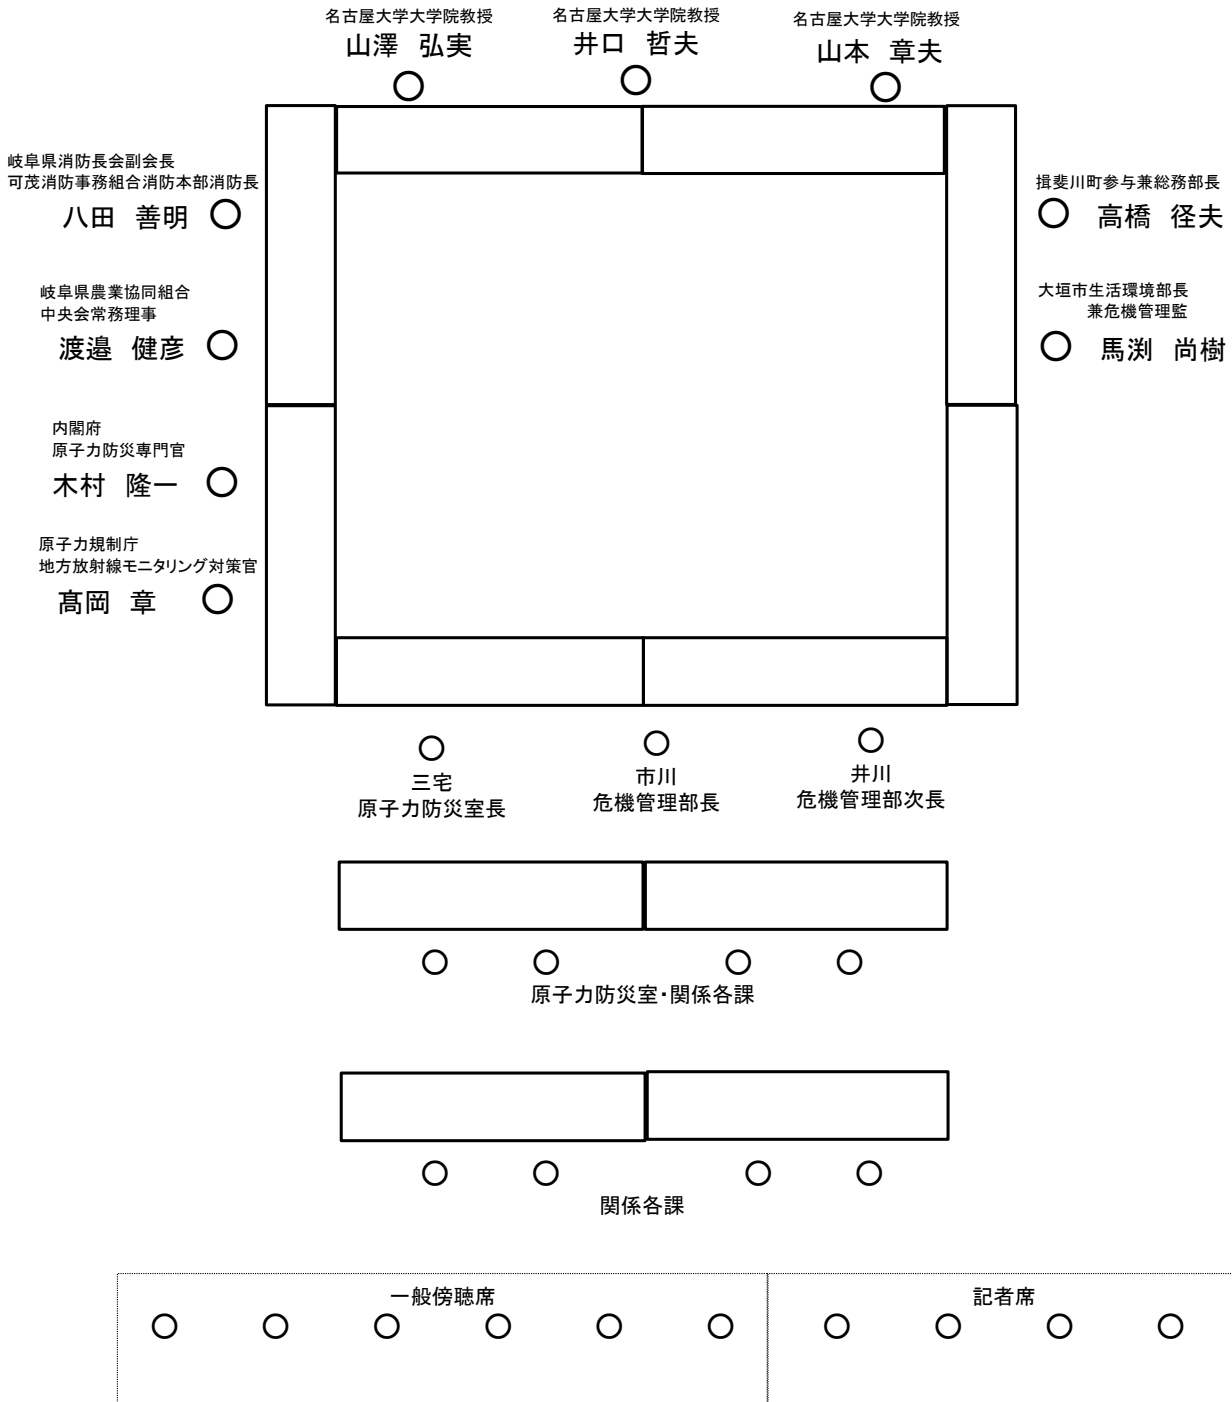 名古屋大学大学院教授
山澤 弘実
名古屋大学大学院教授
井口 哲夫
名古屋大学大学院教授
山本 章夫
岐阜県消防長会副会長
可茂消防事務組合消防本部消防長
八田 善明
岐阜県農業協同組合
中央会常務理事
渡邉 健彦
内閣府
原子力防災専門官
木村 隆一
原子力規制庁
地方放射線モニタリング対策官
髙岡 章
揖斐川町参与兼総務部長
高橋 径夫
大垣市生活環境部長
兼危機管理監
馬渕 尚樹
三宅
原子力防災室長
市川
危機管理部長
井川
危機管理部次長
原子力防災室・関係各課
関係各課
一般傍聴席
記者席